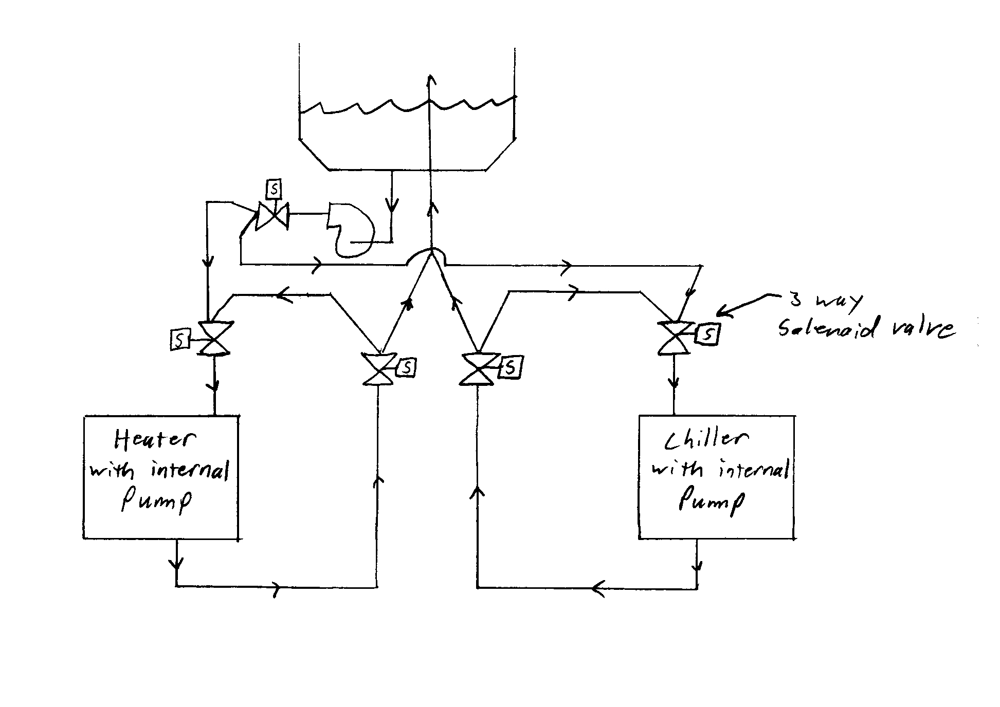 S
3 way
Solenoid valve
S
S
S
S
Heater
with internal
Pump
Chiller
with internal
Pump